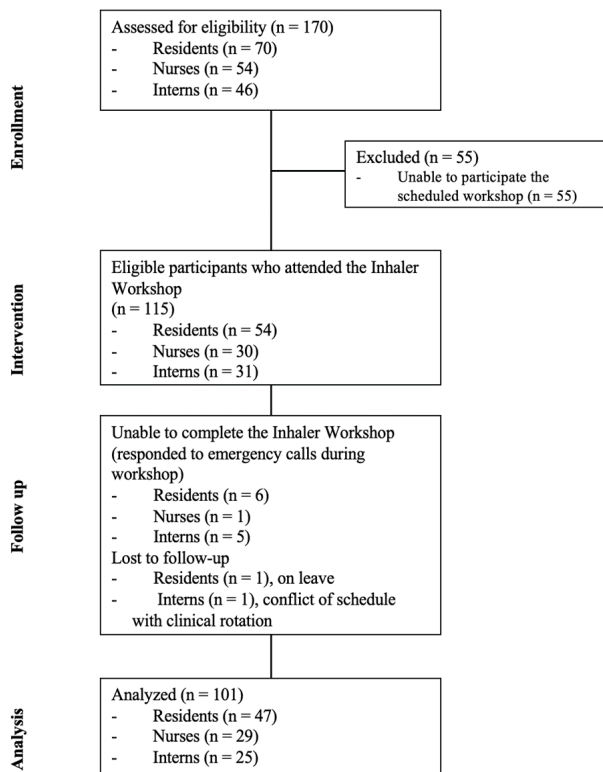 Enrollment
Assessed for eligibility (n = 170)
- Residents (n = 70)
- Nurses (n = 54)
- Interns (n = 46)
Excluded (n = 55)
- Unable to participate the
scheduled workshop (n = 55)
Intervention
Eligible participants who attended the Inhaler
Workshop
(n = 115)
- Residents (n = 54)
- Nurses (n = 30)
- Interns (n = 31)
Follow up
Unable to complete the Inhaler Workshop
(responded to emergency calls during
workshop)
- Residents (n = 6)
- Nurses (n = 1)
- Interns (n = 5)
Lost to follow-up
- Residents (n = 1), on leave
- Interns (n = 1), conflict of schedule
with clinical rotation
Analysis
Analyzed (n = 101)
- Residents (n = 47)
- Nurses (n = 29)
- Interns (n = 25)